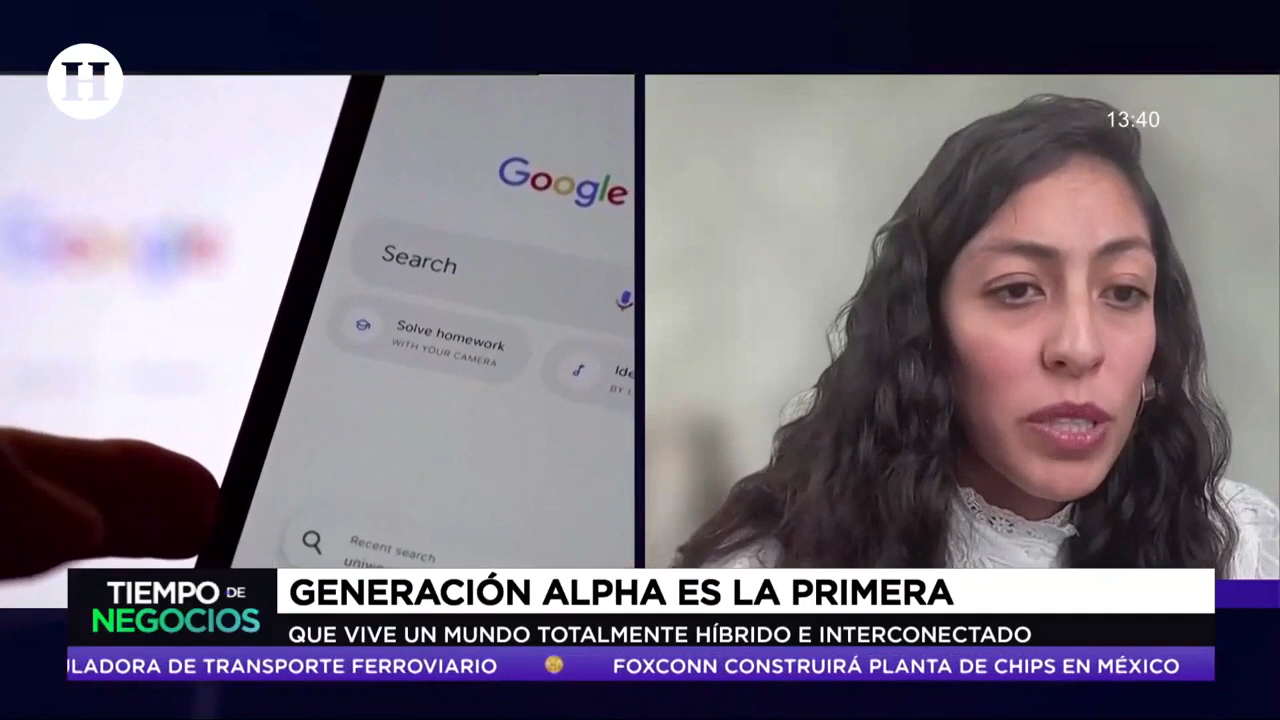 H
13:40
Google
Search
Solve homework
WITH YOUR CAMERA
Recent search
TIEMPO DE
NEGOCIOS
GENERACIÓN ALPHA ES LA PRIMERA
QUE VIVE UN MUNDO TOTALMENTE HÍBRIDO E INTERCONECTADO
ULADORA DE TRANSPORTE FERROVIARIO
FOXCONN CONSTRUIRÁ PLANTA DE CHIPS EN MÉXICO